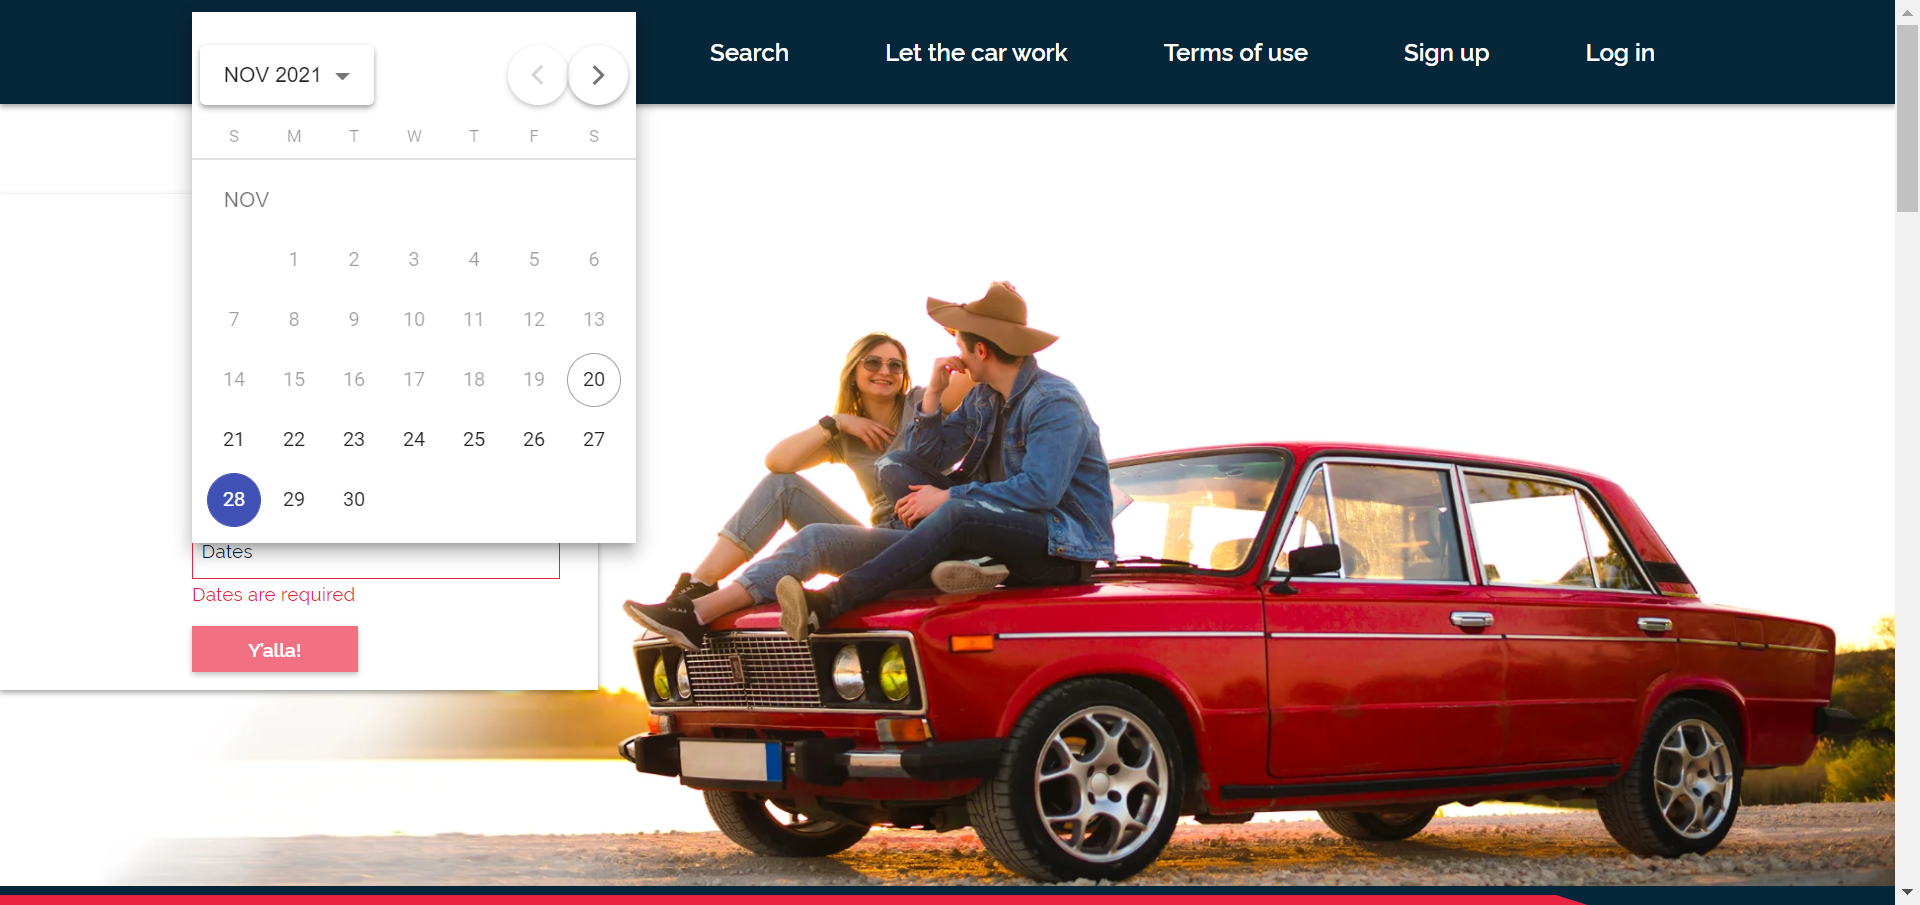 Search Let the car work Terms of use Sign up Log in
NOV 2021
S M T W T F S
NOV
1 2 3 4 5 6
7 8 9 10 11 12 13
14 15 16 17 18 19 20
21 22 23 24 25 26 27
28 29 30
Dates
Dates are required
Y'alla!